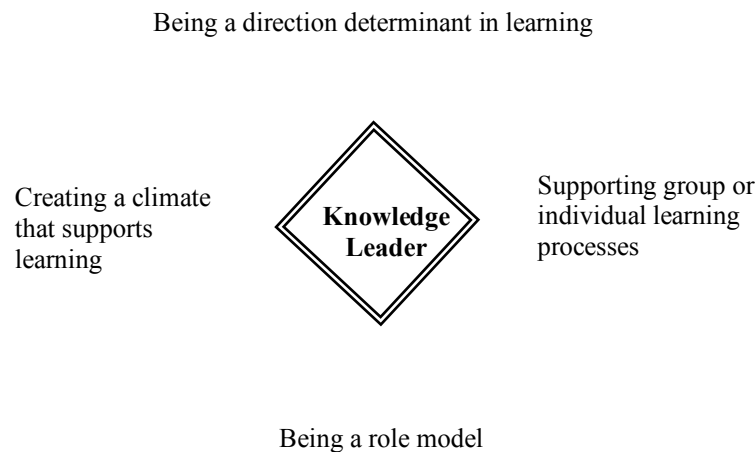 Being a direction determinant in learning
Creating a climate
that supports
learning
Knowledge
Leader
Supporting group or
individual learning
processes
Being a role model